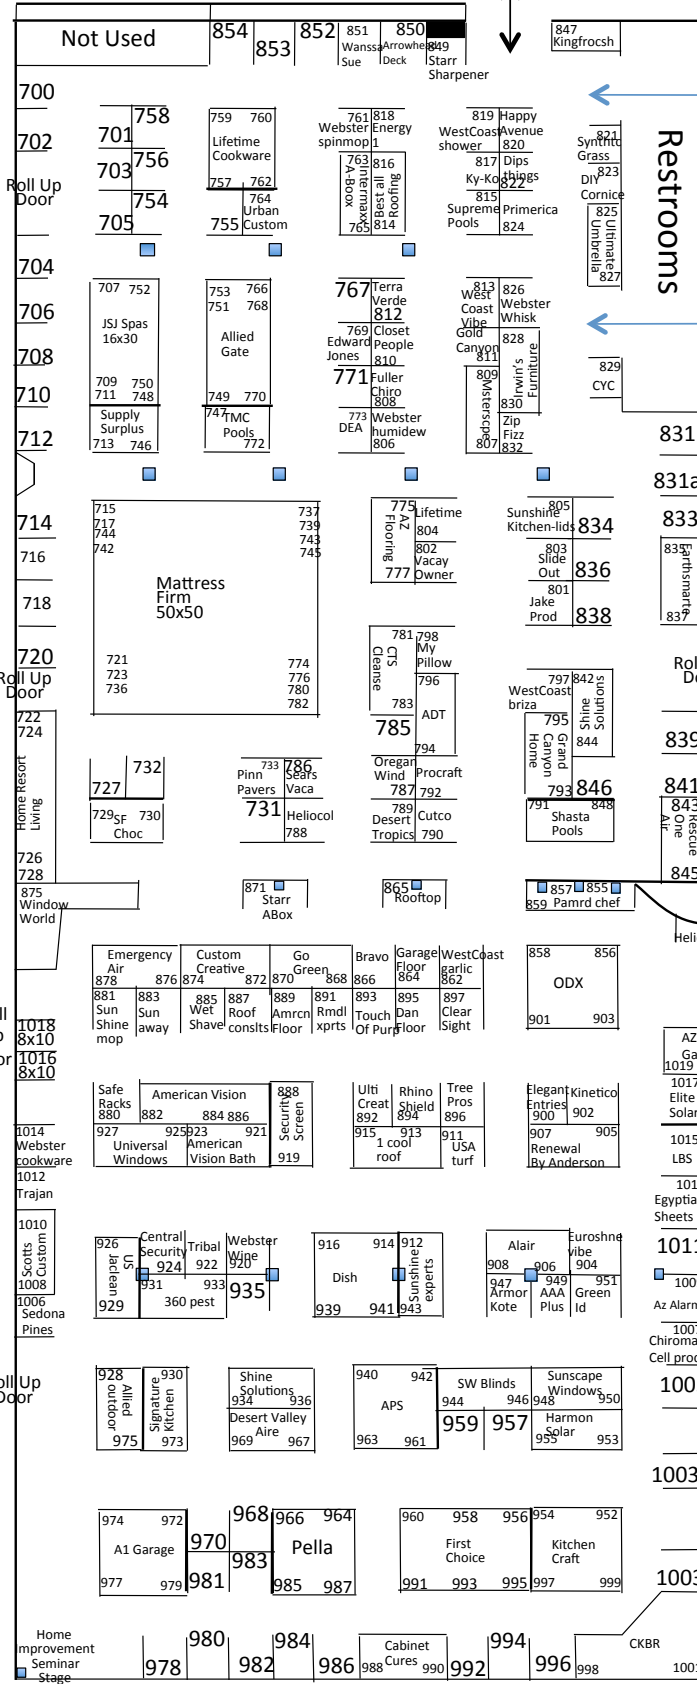 Not Used
854
853
852
851
Wanssa
Sue
850
Arrowhead
Deck
849
Starr
Sharpener
847
Kingfrocsh
700
702
Roll Up
Door
704
706
708
710
712
714
716
718
720
Roll Up
Door
722
724
Home Resort
Living
726
728
875
Window
World
758
701
756
703
754
705
759 760
Lifetime
Cookware
757 762
764
Urban
Custom
755
761 818
Webster Energy
spinmop 1
763
A-Boox
Intermaxx
765
816
Best all
Roofing
814
819 Happy
Avenue
WestCoast
shower
820
817 Dips
things
Ky-Ko 822
815
Supreme
Pools
Primerica
824
821
Synthtc
Grass
823
DIY
Cornice
825
Ultimate
Umbrella
827
Restrooms
707 752
JSJ Spas
16x30
709 750
711 748
Supply
Surplus
713 746
753 766
751 768
Allied
Gate
749 770
747
TMC
Pools
772
767 Terra
Verde
812
769 Closet
Edward People
Jones
810
771 Fuller
Chiro
808
773 Webster
DEA humidew
806
813 826
West
Coast
Vibe
Webster
Whisk
Gold
Canyon
811
828
Irwin's
Furniture
830
809
Msterscpe
807
Zip
Fizz
832
829
CYC
831
831a
833
835
Earthsmarte
837
715
717
744
742
737
739
743
745
Mattress
Firm
50x50
721
723
736
774
776
780
782
775
AZ
Flooring
777
Lifetime
804
802
Vacay
Owner
805
Sunshine
Kitchen-lids
834
803
Slide
Out
836
801
Jake
Prod
838
781 798
CTS
Cleanse
783
My
Pillow
796
ADT
794
785
797 842
WestCoast
briza
Shine
Solutions
844
795
Grand
Canyon
Home
793 846
791 848
Shasta
Pools
839
841
843
Rescue
One
Air
845
732
727
729 SF 730
Choc
733 786
Pinn
Pavers
Sears
Vaca
731 Heliocol
788
Oregan
Wind
787
Procraft
792
789
Desert
Tropics
Cutco
790
871
Starr
ABox
865
Rooftop
857 855
859 Pamrd chef
Emergency
Air
878 876
Custom
Creative
874 872
Go
Green
870 868
Bravo
866
Garage
Floor
864
WestCoast
garlic
862
858 856
ODX
901 903
881
Sun
Shine
mop
883
Sun
away
885
Wet
Shave
887
Roof
conslts
889
Amrcn
Floor
891
Rmdl
xprts
893
Touch
Of Purp
895
Dan
Floor
897
Clear
Sight
1018
8x10
1016
8x10
1014
Webster
cookware
1012
Trajan
1010
Scotts
Custom
1008
1006
Sedona
Pines
Safe
Racks
880
American Vision
882 884 886
888
Security
Screen
919
927 925
Universal
Windows
923 921
American
Vision Bath
Ulti
Creat
892
Rhino
Shield
894
Tree
Pros
896
915 913
1 cool
roof
911
USA
turf
Elegant
Entries
900
Kinetico
902
907 905
Renewal
By Anderson
1019
1017
Elite
Solar
1015
LBS
Sheets
1011
926
US
Jaclean
929
Central
Security
924
Tribal
922
Webster
Wine
920
931 933
360 pest
935
916 914
Dish
939 941
912
Sunshine
experts
943
Alair
908 906
Euroshne
vibe
904
947
Armor
Kote
949
AAA
Plus
951
Green
Id
928
Allied
outdoor
975
930
Signature
Kitchen
973
Shine
Solutions
934 936
Desert Valley
Aire
969 967
940 942
APS
963 961
SW Blinds
944 946
Sunscape
Windows
948 950
959 957
Harmon
Solar
955 953
1003
974 972
A1 Garage
977 979
968
970
983
981
966 964
Pella
985 987
960 958 956
First
Choice
991 993 995
954 952
Kitchen
Craft
997 999
1003
Home
Improvement
Seminar
Stage
978
980
982
984
986
Cabinet
Cures
988 990
992
994
996
CKBR
998